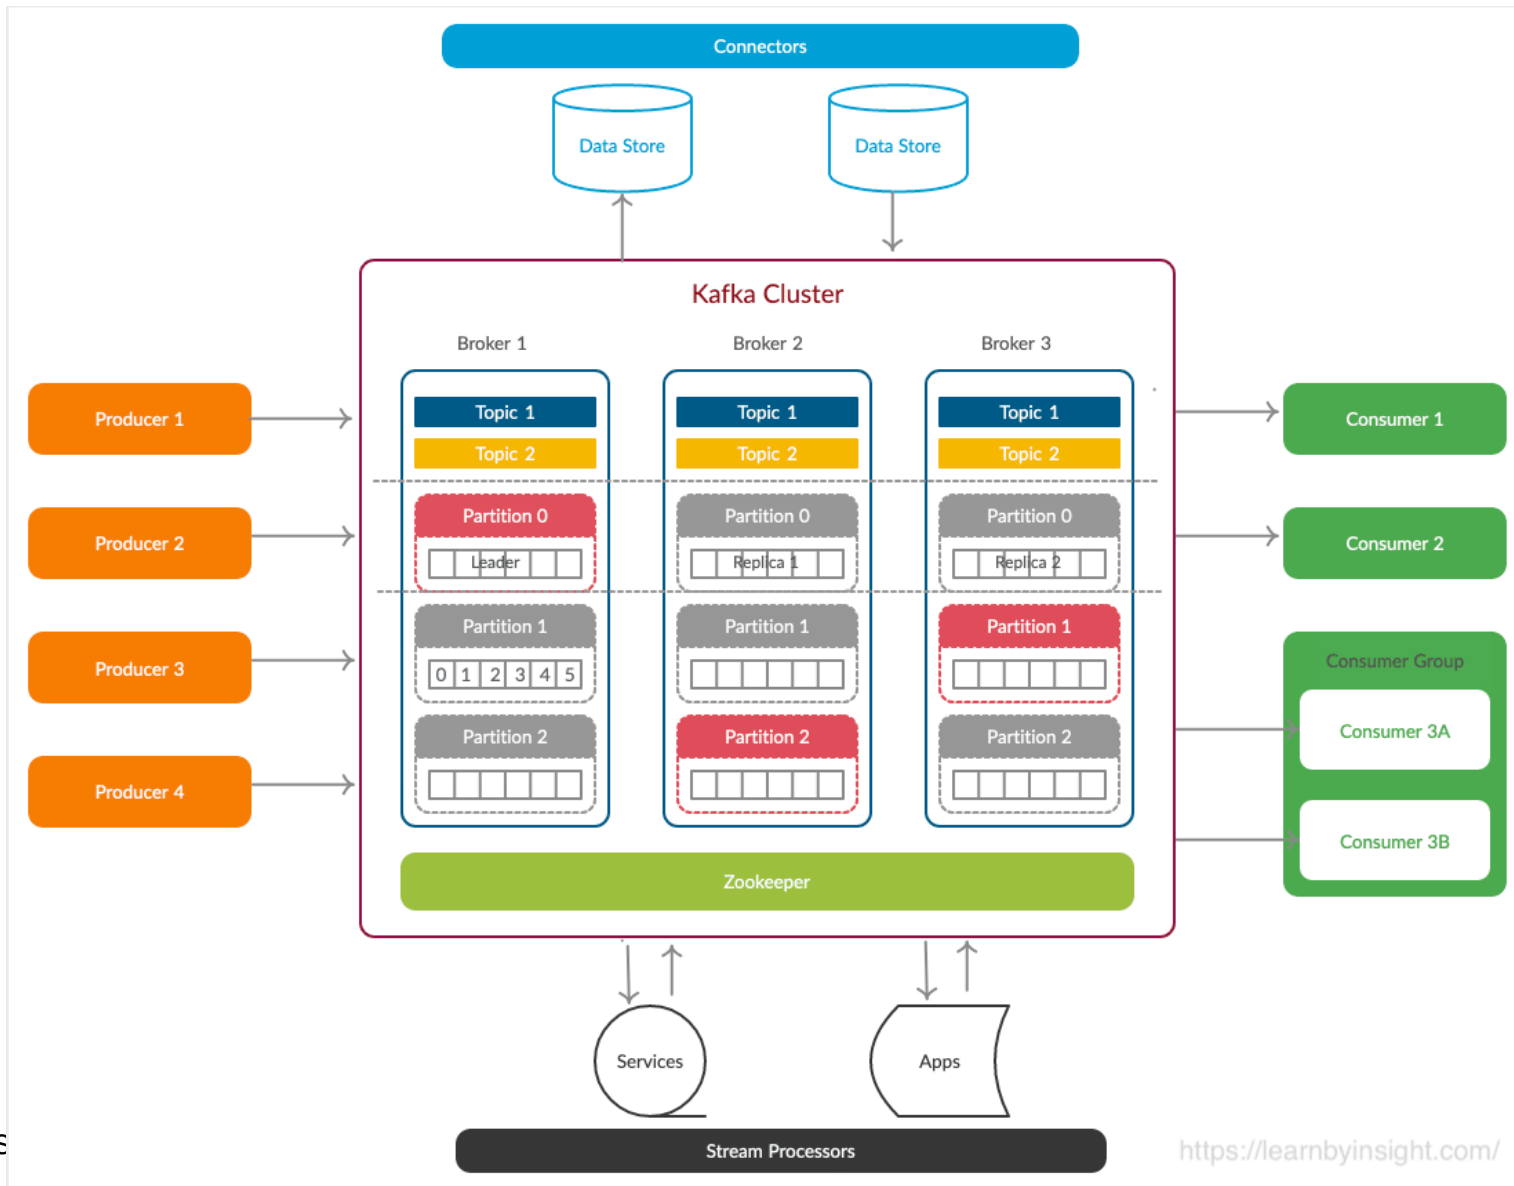 Connectors
Data Store
Data Store
Kafka Cluster
Broker 1
Broker 2
Broker 3
Topic 1
Topic 1
Topic 1
Topic 2
Topic 2
Topic 2
Partition 0
Partition 0
Partition 0
Leader
Replica 1
Replica 2
Partition 1
Partition 1
Partition 1
0 1 2 3 4 5
Partition 2
Partition 2
Partition 2
Zookeeper
Producer 1
Producer 2
Producer 3
Producer 4
Consumer 1
Consumer 2
Consumer Group
Consumer 3A
Consumer 3B
Services
Apps
Stream Processors
https://learnbyinsight.com/